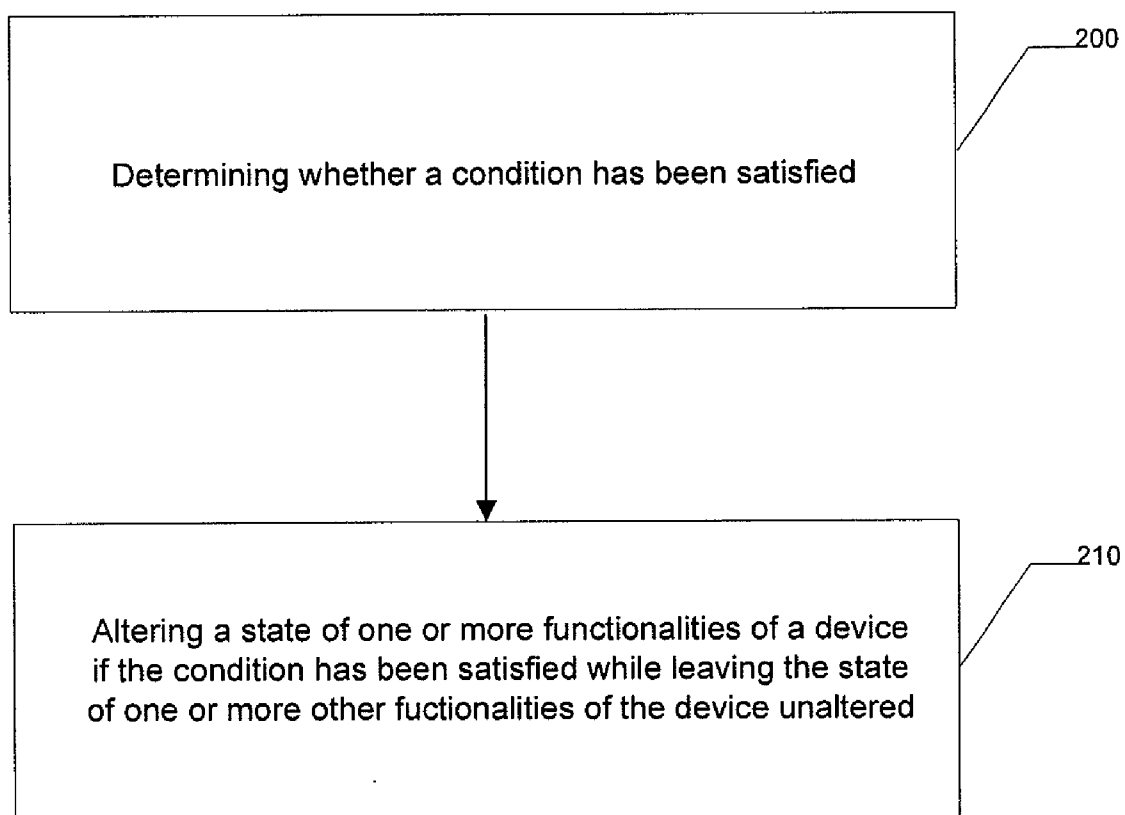 200
Determining whether a condition has been satisfied
210
Altering a state of one or more functionalities of a device
if the condition has been satisfied while leaving the state
of one or more other fuctionalities of the device unaltered